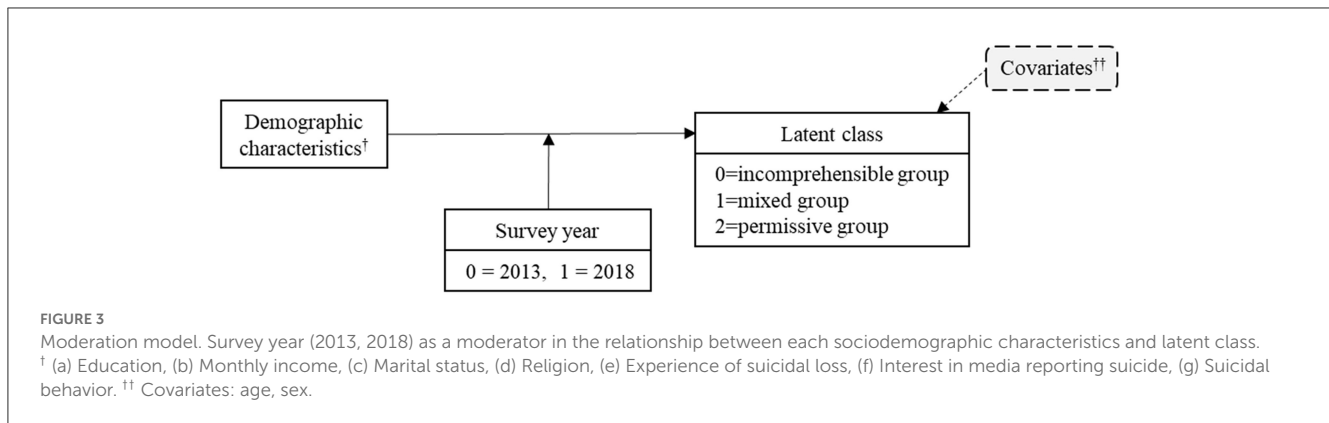 Covariates††
Demographic
characteristics†
Latent class
0=incomprehensible group
1=mixed group
2=permissive group
Survey year
0 = 2013, 1 = 2018
FIGURE 3
Moderation model. Survey year (2013, 2018) as a moderator in the relationship between each sociodemographic characteristics and latent class.
† (a) Education, (b) Monthly income, (c) Marital status, (d) Religion, (e) Experience of suicidal loss, (f) Interest in media reporting suicide, (g) Suicidal
behavior. †† Covariates: age, sex.